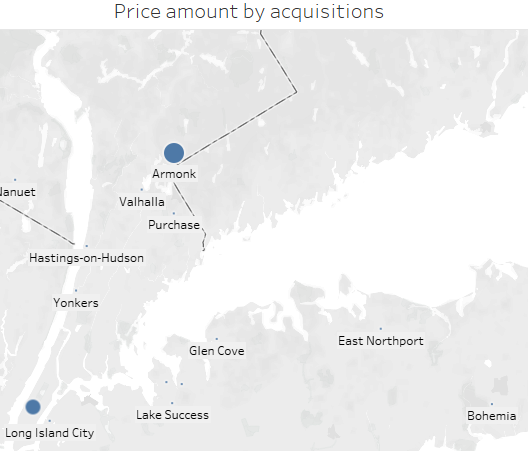 Price amount by acquisitions
Armonk
Nanuet
Valhalla
Purchase
Hastings-on-Hudson
Yonkers
East Northport
Glen Cove
Lake Success
Bohemia
Long Island City